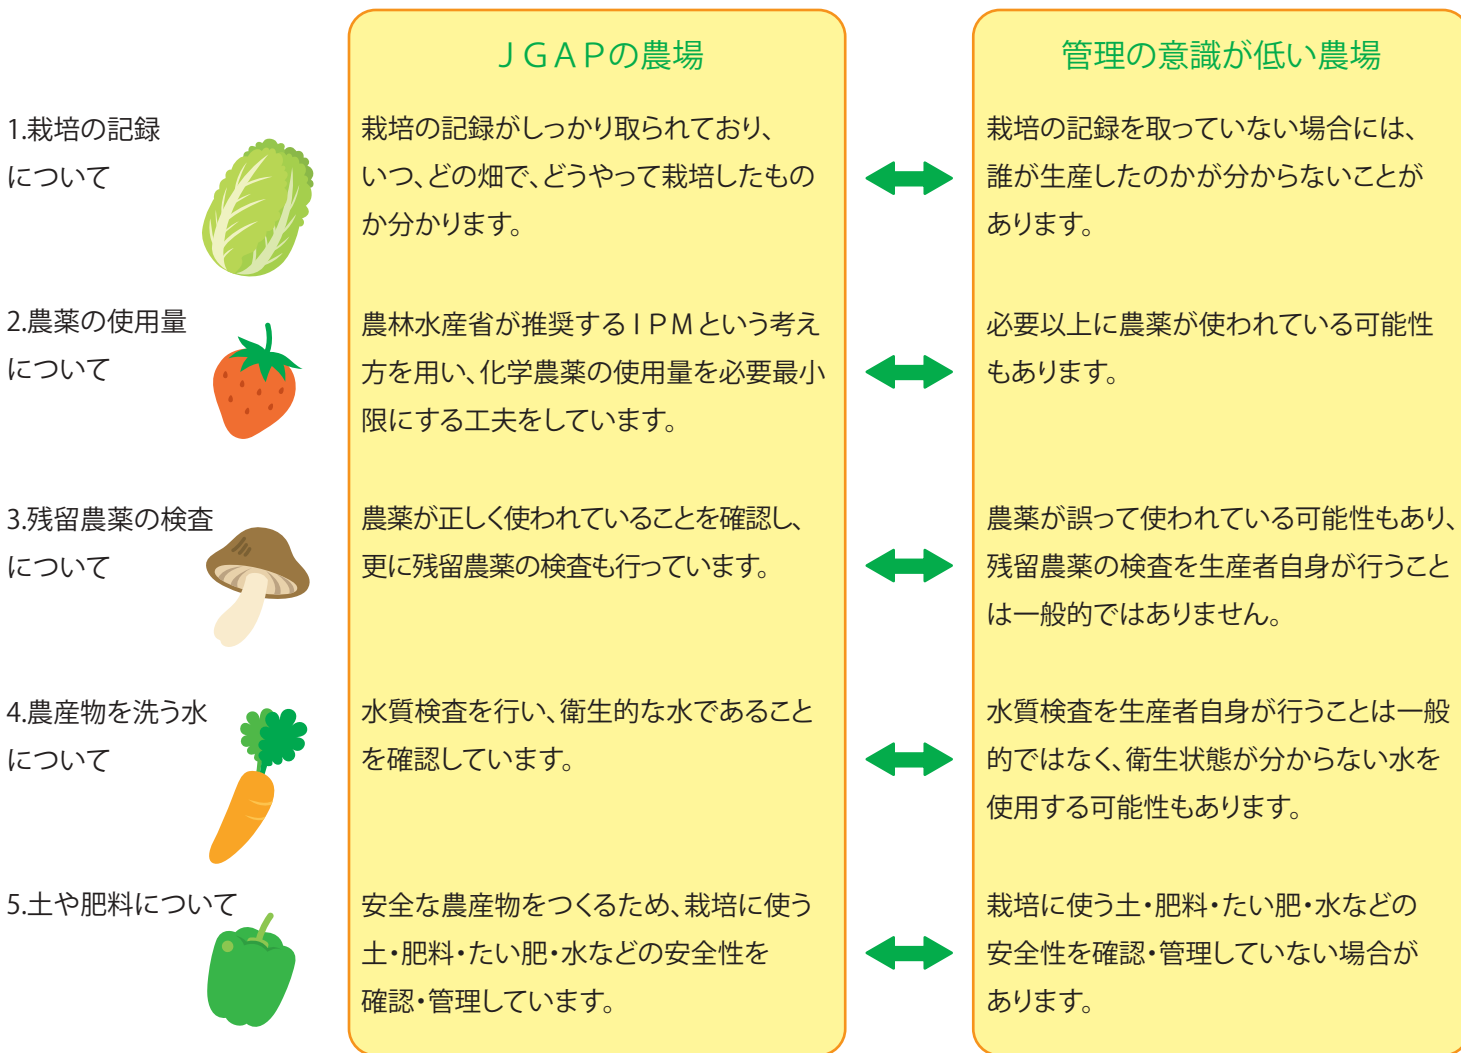 JGAPの農場
管理の意識が低い農場
1.栽培の記録
について
栽培の記録がしっかり取られており、
いつ、どの畑で、どうやって栽培したもの
か分かります。
栽培の記録を取っていない場合には、
誰が生産したのかが分からないことが
あります。
2.農薬の使用量
について
農林水産省が推奨するIPMという考え
方を用い、化学農薬の使用量を必要最小
限にする工夫をしています。
必要以上に農薬が使われている可能性
もあります。
3.残留農薬の検査
について
農薬が正しく使われていることを確認し、
更に残留農薬の検査も行っています。
農薬が誤って使われている可能性もあり、
残留農薬の検査を生産者自身が行うこと
は一般的ではありません。
4.農産物を洗う水
について
水質検査を行い、衛生的な水であること
を確認しています。
水質検査を生産者自身が行うことは一般
的ではなく、衛生状態が分からない水を
使用する可能性もあります。
5.土や肥料について
安全な農産物をつくるため、栽培に使う
土・肥料・たい肥・水などの安全性を
確認・管理しています。
栽培に使う土・肥料・たい肥・水などの
安全性を確認・管理していない場合が
あります。